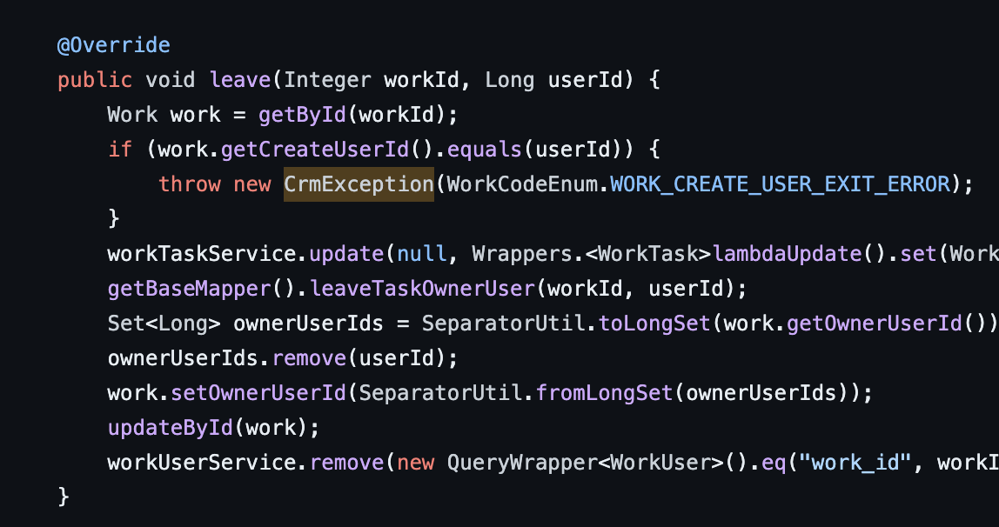 @Override
public void leave(Integer workId, Long userId) {
    Work work = getById(workId);
    if (work.getCreateUserId().equals(userId)) {
        throw new CrmException(WorkCodeEnum.WORK_CREATE_USER_EXIT_ERROR);
    }
    workTaskService.update(null, Wrappers.<WorkTask>lambdaUpdate().set(Work
    getBaseMapper().leaveTaskOwnerUser(workId, userId);
    Set<Long> ownerUserIds = SeparatorUtil.toLongSet(work.getOwnerUserId())
    ownerUserIds.remove(userId);
    work.setOwnerUserId(SeparatorUtil.fromLongSet(ownerUserIds));
    updateById(work);
    workUserService.remove(new QueryWrapper<WorkUser>().eq("work_id", workI
}